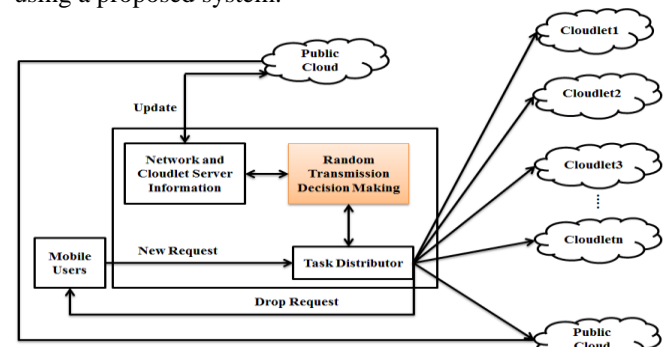 using a proposed system.
Public
Cloud
Cloudlet1
Update
Cloudlet2
Network and
Cloudlet Server
Information
Random
Transmission
Decision Making
Cloudlet3
Mobile
Users
New Request
Task Distributor
Cloudletn
Drop Request
Public
Cloud